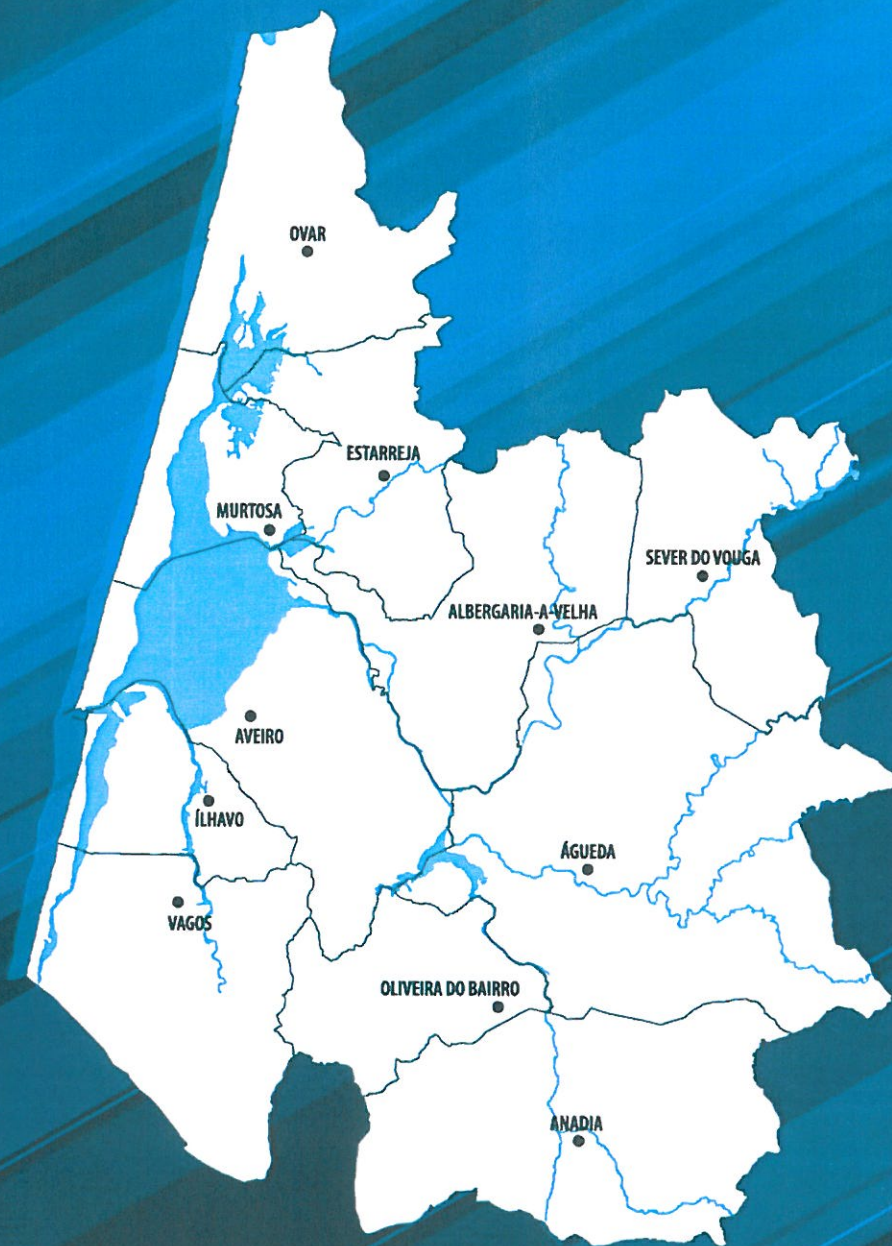 OVAR
ESTARREJA
MURTOSA
SEVER DO VOUGA
ALBERGARIA-A-VELHA
AVEIRO
ÍLHAVO
ÁGUEDA
VAGOS
OLIVEIRA DO BAIRRO
ANADIA